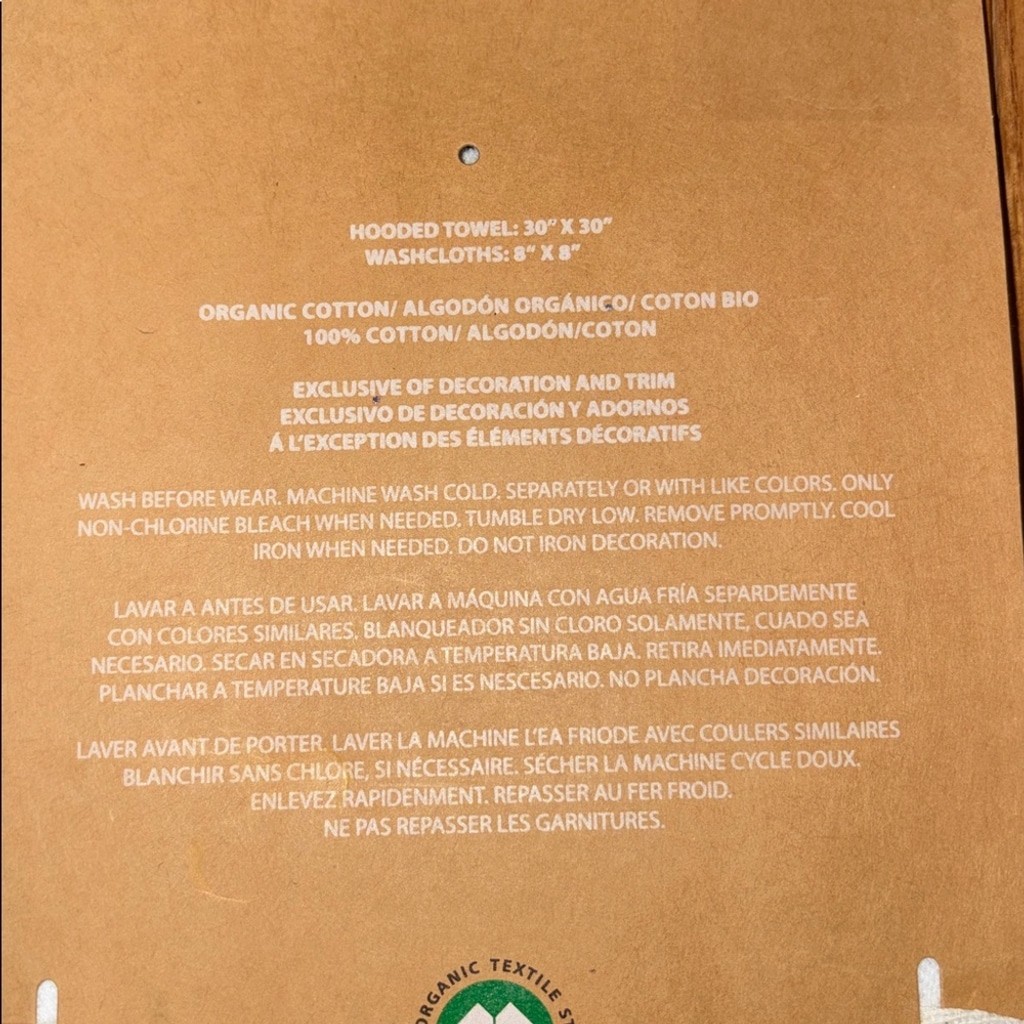 HOODED TOWEL: 30” X 30”
WASHCLOTHS: 8“ X 8”
ORGANIC COTTON/ ALGODÓN ORGÁNICO/ COTON BIO
100% COTTON/ ALGODÓN/COTON
EXCLUSIVE OF DECORATION AND TRIM
EXCLUSIVO DE DECORACIÓN Y ADORNOS
Á L’EXCEPTION DES ÉLÉMENTS DÉCORATIFS
WASH BEFORE WEAR. MACHINE WASH COLD. SEPARATELY OR WITH LIKE COLORS. ONLY
NON-CHLORINE BLEACH WHEN NEEDED. TUMBLE DRY LOW. REMOVE PROMPTLY. COOL
IRON WHEN NEEDED. DO NOT IRON DECORATION.
LAVAR A ANTES DE USAR. LAVAR A MÁQUINA CON AGUA FRÍA SEPARDEMENTE
CON COLORES SIMILARES. BLANQUEADOR SIN CLORO SOLAMENTE, CUADO SEA
NECESARIO. SECAR EN SECADORA A TEMPERATURA BAJA. RETIRA IMEDIATAMENTE.
PLANCHAR A TEMPERATURE BAJA SI ES NESCESARIO. NO PLANCHA DECORACIÓN.
LAVER AVANT DE PORTER. LAVER LA MACHINE L’EA FRIODE AVEC COULERS SIMILAIRES
BLANCHIR SANS CHLORE, SI NÉCESSAIRE. SÉCHER LA MACHINE CYCLE DOUX.
ENLEVEZ RAPIDENMENT. REPASSER AU FER FROID.
NE PAS REPASSER LES GARNITURES.
ORGANIC TEXTILE